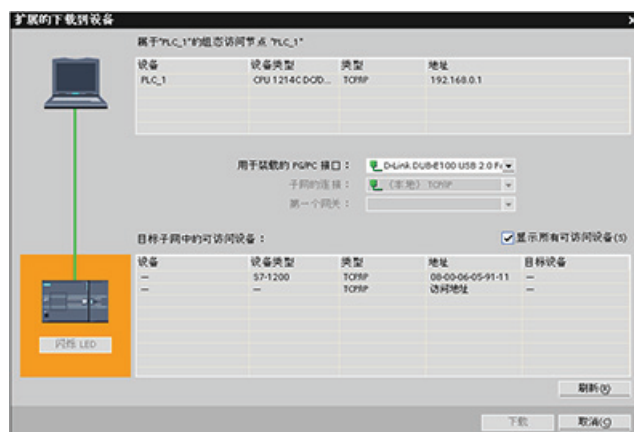 扩展的下载到设备
属于"PLC_1"的组态访问节点 "PLC_1"
设备 设备类型 类型 地址
PLC_1 CPU 1214C DC/D... TCP/IP 192.168.0.1
用于装载的 PG/PC 接口：
D-Link DUB-E100 USB 2.0 Fa
子网的连接：
（本地） TCP/IP
第一个网关：
目标子网中的可访问设备：
显示所有可访问设备(S)
设备 设备类型 类型 地址 目标设备
— S7-1200 TCP/IP 08-00-06-05-91-11 —
— — TCP/IP 访问地址 —
闪烁 LED
刷新(R)
下载 取消(C)